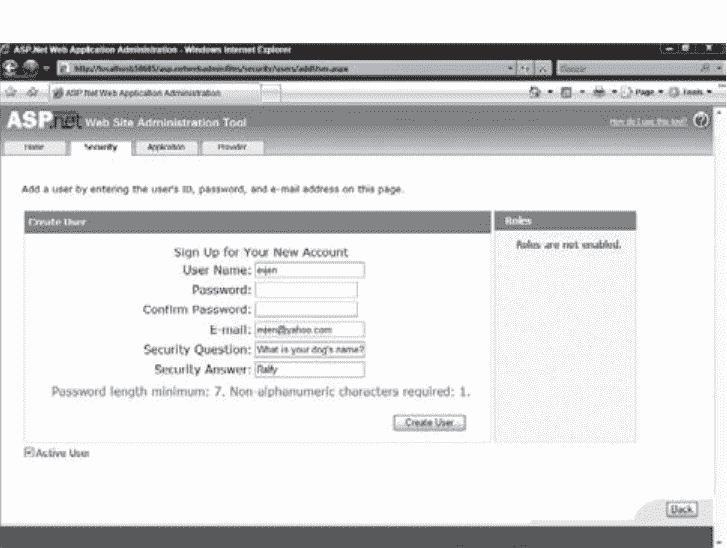 ASP.Net Web Application Administration - Windows Internet Explorer
ASP.Net Web Application Administration
Page Tools
ASP.net Web Site Administration Tool
How do I use this tool?
Home Security Application Provider
Add a user by entering the user's ID, password, and e-mail address on this page.
Create User
Roles
Sign Up for Your New Account
Roles are not enabled.
User Name:
Password:
Confirm Password:
E-mail: @yahoo.com
Security Question: What is your dog's name?
Security Answer:
Password length minimum: 7. Non-alphanumeric characters required: 1.
Create User
Active User
Back